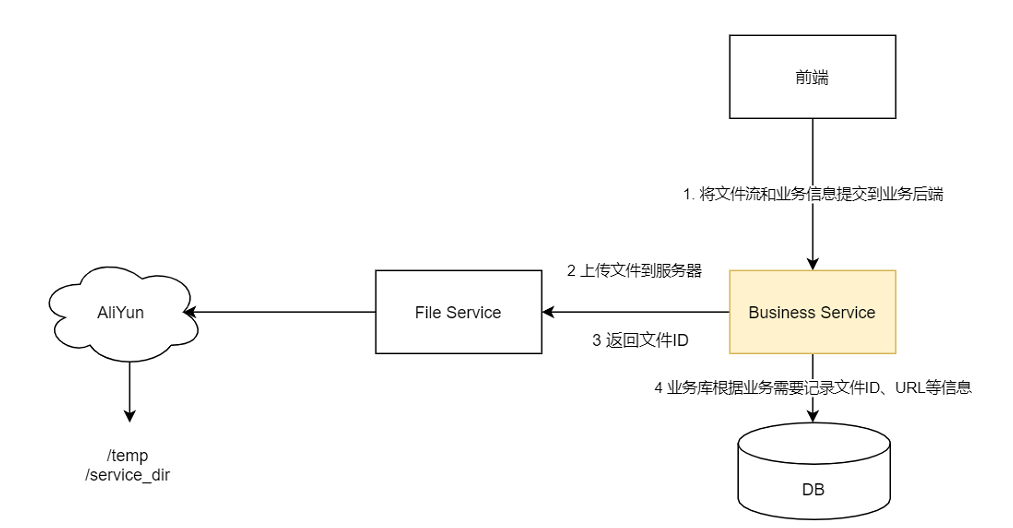 前端
1. 将文件流和业务信息提交到业务后端
2 上传文件到服务器
AliYun
File Service
Business Service
3 返回文件ID
4 业务库根据业务需要记录文件ID、URL等信息
/temp
/service_dir
DB